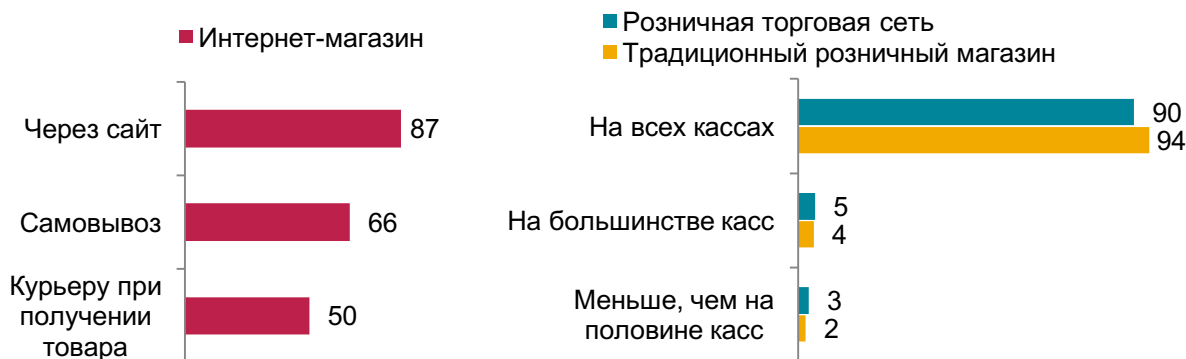 Интернет-магазин
Через сайт
87
Самовывоз
66
Курьеру при
получении
товара
50
Розничная торговая сеть
Традиционный розничный магазин
На всех кассах
90
94
На большинстве касс
5
4
Меньше, чем на
половине касс
3
2